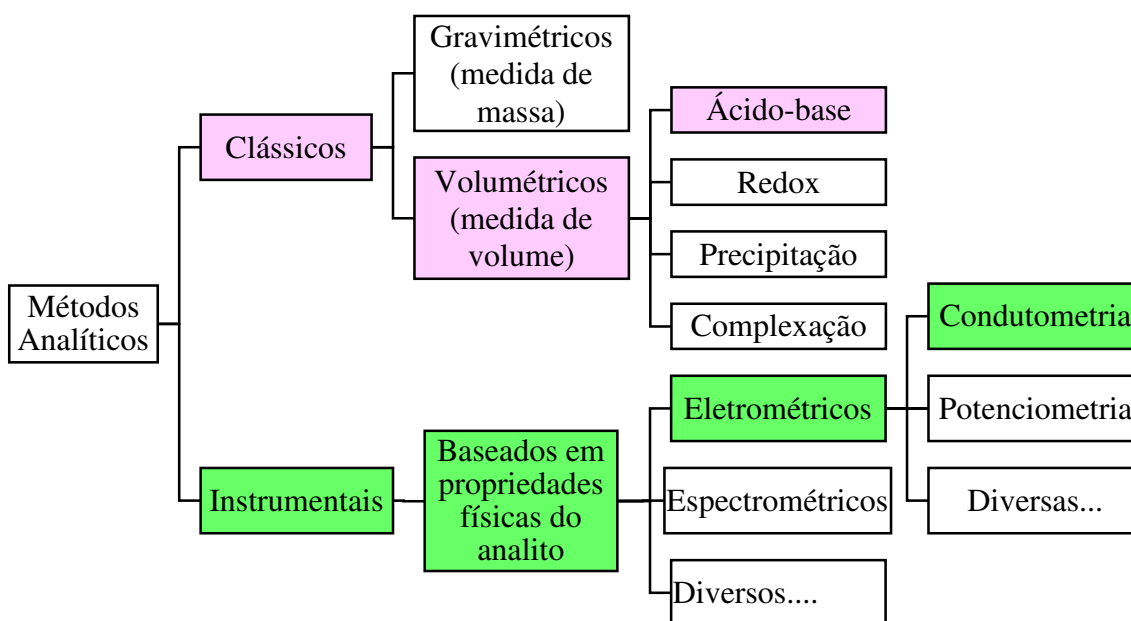 Métodos
Analíticos
Clássicos
Gravimétricos
(medida de
massa)
Volumétricos
(medida de
volume)
Ácido-base
Redox
Precipitação
Complexação
Instrumentais
Baseados em
propriedades
físicas do
analito
Eletrométricos
Condutometria
Potenciometria
Diversas...
Espectrométricos
Diversos....